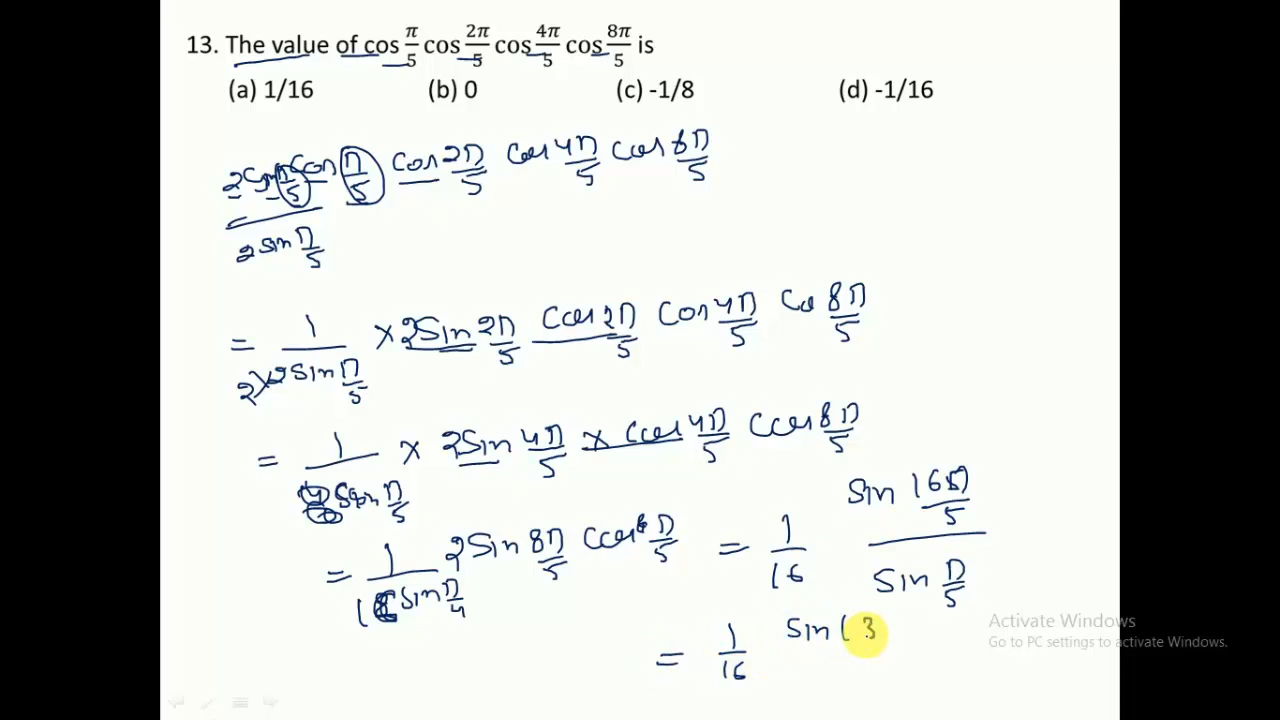 13. The value of cos π/5 cos 2π/5 cos 4π/5 cos 8π/5 is
(a) 1/16 (b) 0 (c) -1/8 (d) -1/16
cos π/5 cos 2π/5 cos 4π/5 cos 8π/5
2 sin π/5
= 1/2×2 sin π/5 × 2 sin 2π/5 cos 2π/5 cos 4π/5 co 8π/5
= 1/ sin π/5 × 2 sin 4π/5 × cos 4π/5 cos 8π/5
= 1/16 sin π/4 2 sin 8π/5 cos 8π/5 = 1/16 sin 16π/5 / sin π/5
= 1/16 sin ( 3
Activate Windows
Go to PC settings to activate Windows.